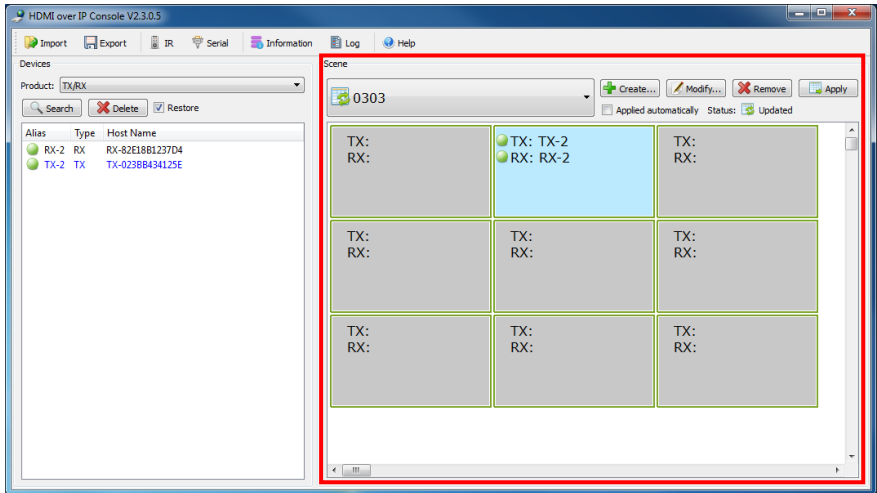 HDMI over IP Console V2.3.0.5
Import Export IR Serial Information Log Help
Devices
Product: TX/RX
Search Delete Restore
Alias Type Host Name
RX-2 RX RX-82E18B1237D4
TX-2 TX TX-023BB434125E
Scene
0303
Create... Modify... Remove Apply
Applied automatically Status: Updated
TX:
RX:
TX: TX-2
RX: RX-2
TX:
RX:
TX:
RX:
TX:
RX:
TX:
RX:
TX:
RX:
TX:
RX:
TX:
RX: